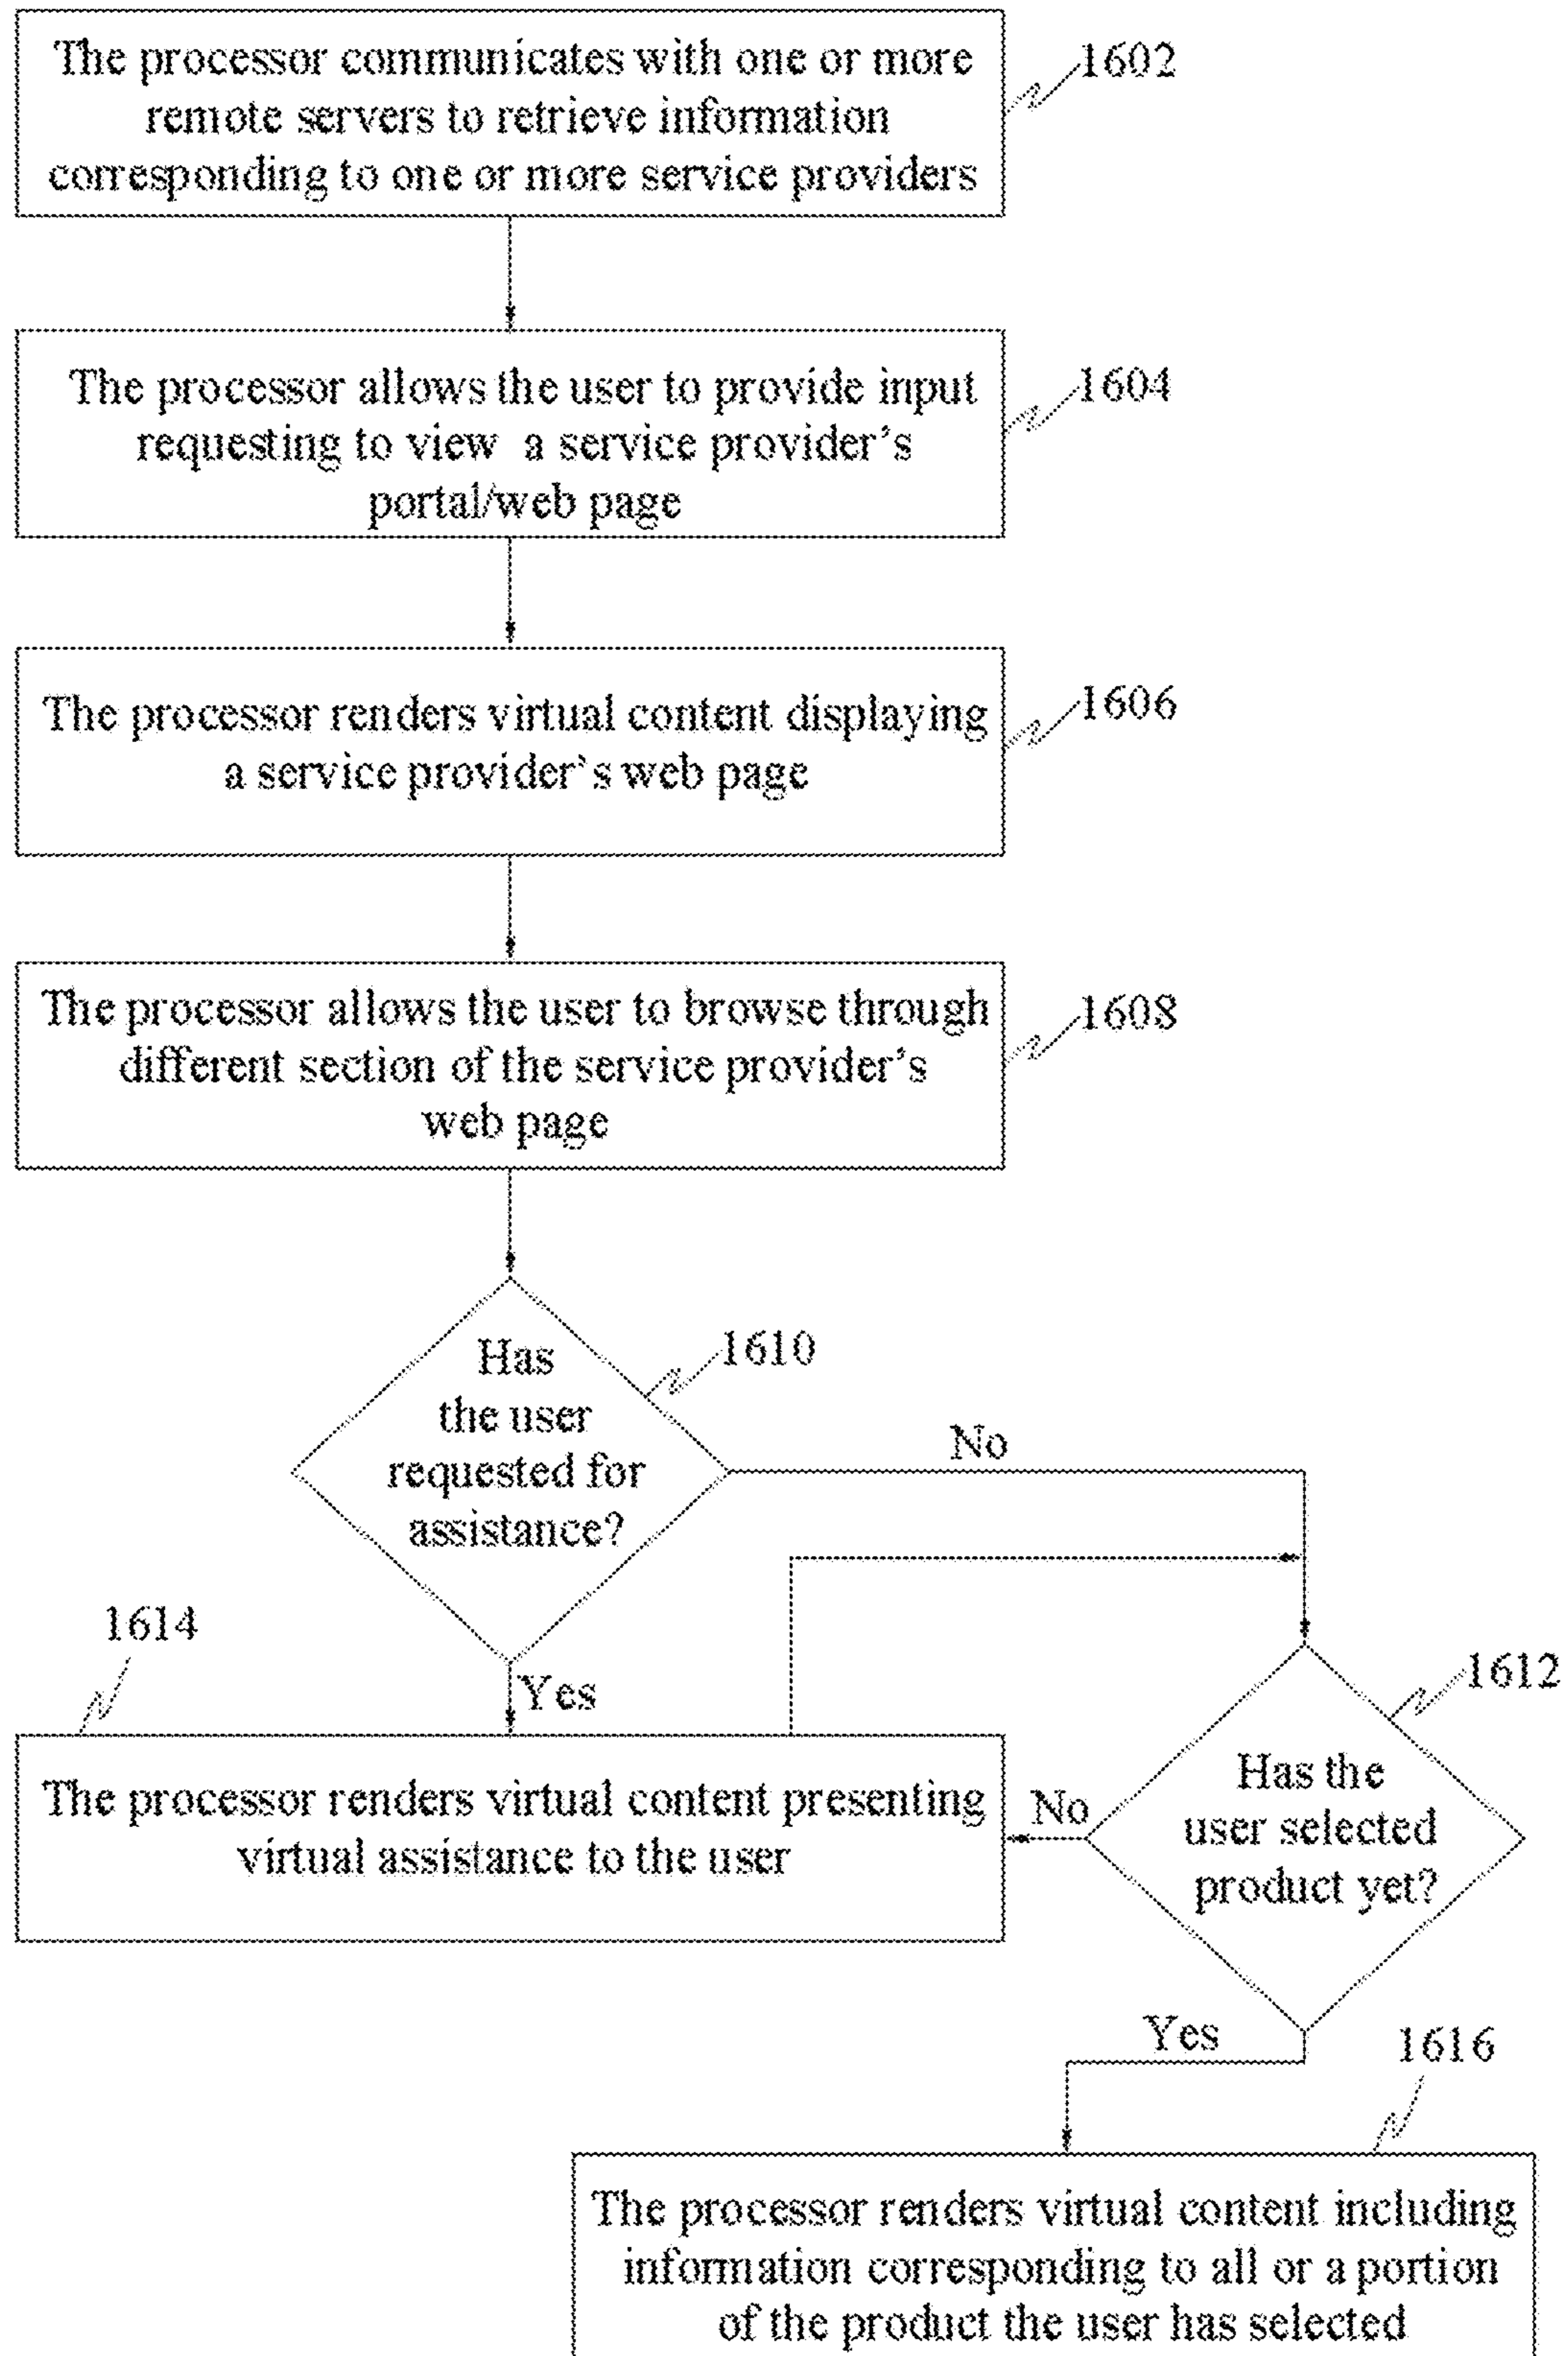 The processor communicates with one or more
remote servers to retrieve information
corresponding to one or more service providers
1602
The processor allows the user to provide input
requesting to view a service provider's
portal/web page
1604
The processor renders virtual content displaying
a service provider's web page
1606
The processor allows the user to browse through
different section of the service provider's
web page
1608
Has
the user
requested for
assistance?
1610
No
Yes
1614
The processor renders virtual content presenting
virtual assistance to the user
1612
Has the
user selected
product yet?
No
Yes
1616
The processor renders virtual content including
information corresponding to all or a portion
of the product the user has selected